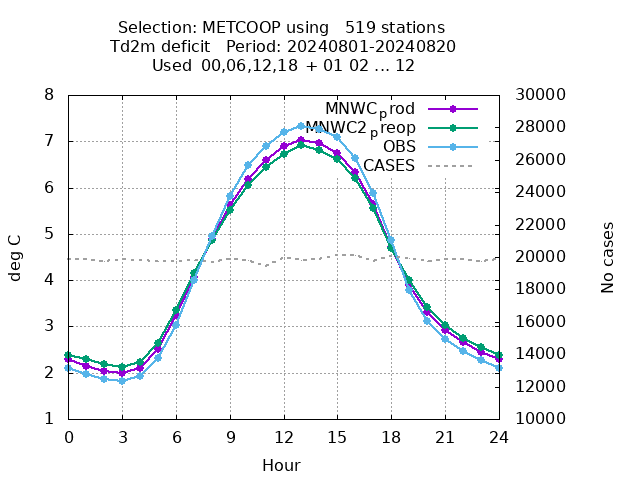 Selection: METCOOP using   519 stations
Td2m deficit   Period: 20240801-20240820
Used  00,06,12,18  + 01 02 ... 12
MNWCprod
MNWC2preop
OBS
CASES
8
7
6
5
4
3
2
1
30000
28000
26000
24000
22000
20000
18000
16000
14000
12000
10000
deg C
No cases
0 3 6 9 12 15 18 21 24
Hour